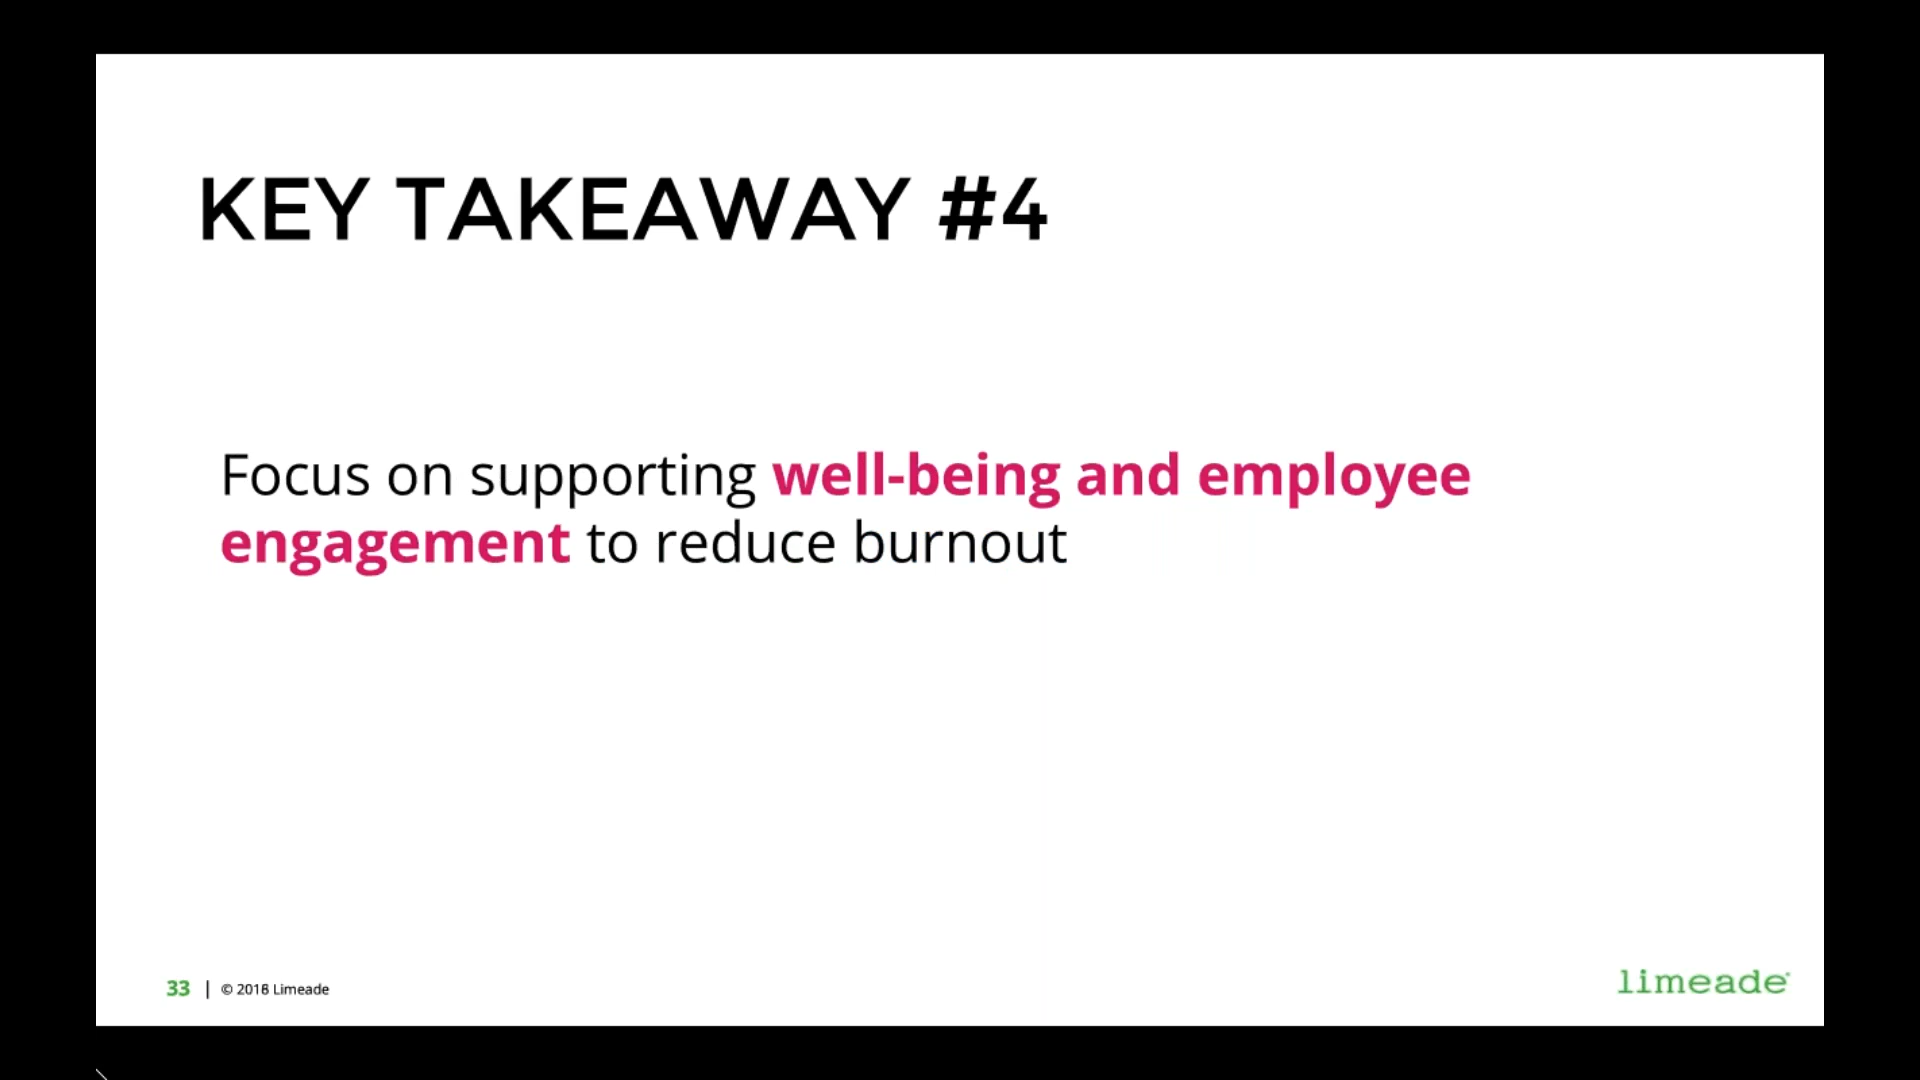 KEY TAKEAWAY #4
Focus on supporting well-being and employee
engagement to reduce burnout
33 | © 2018 Limeade
limeade